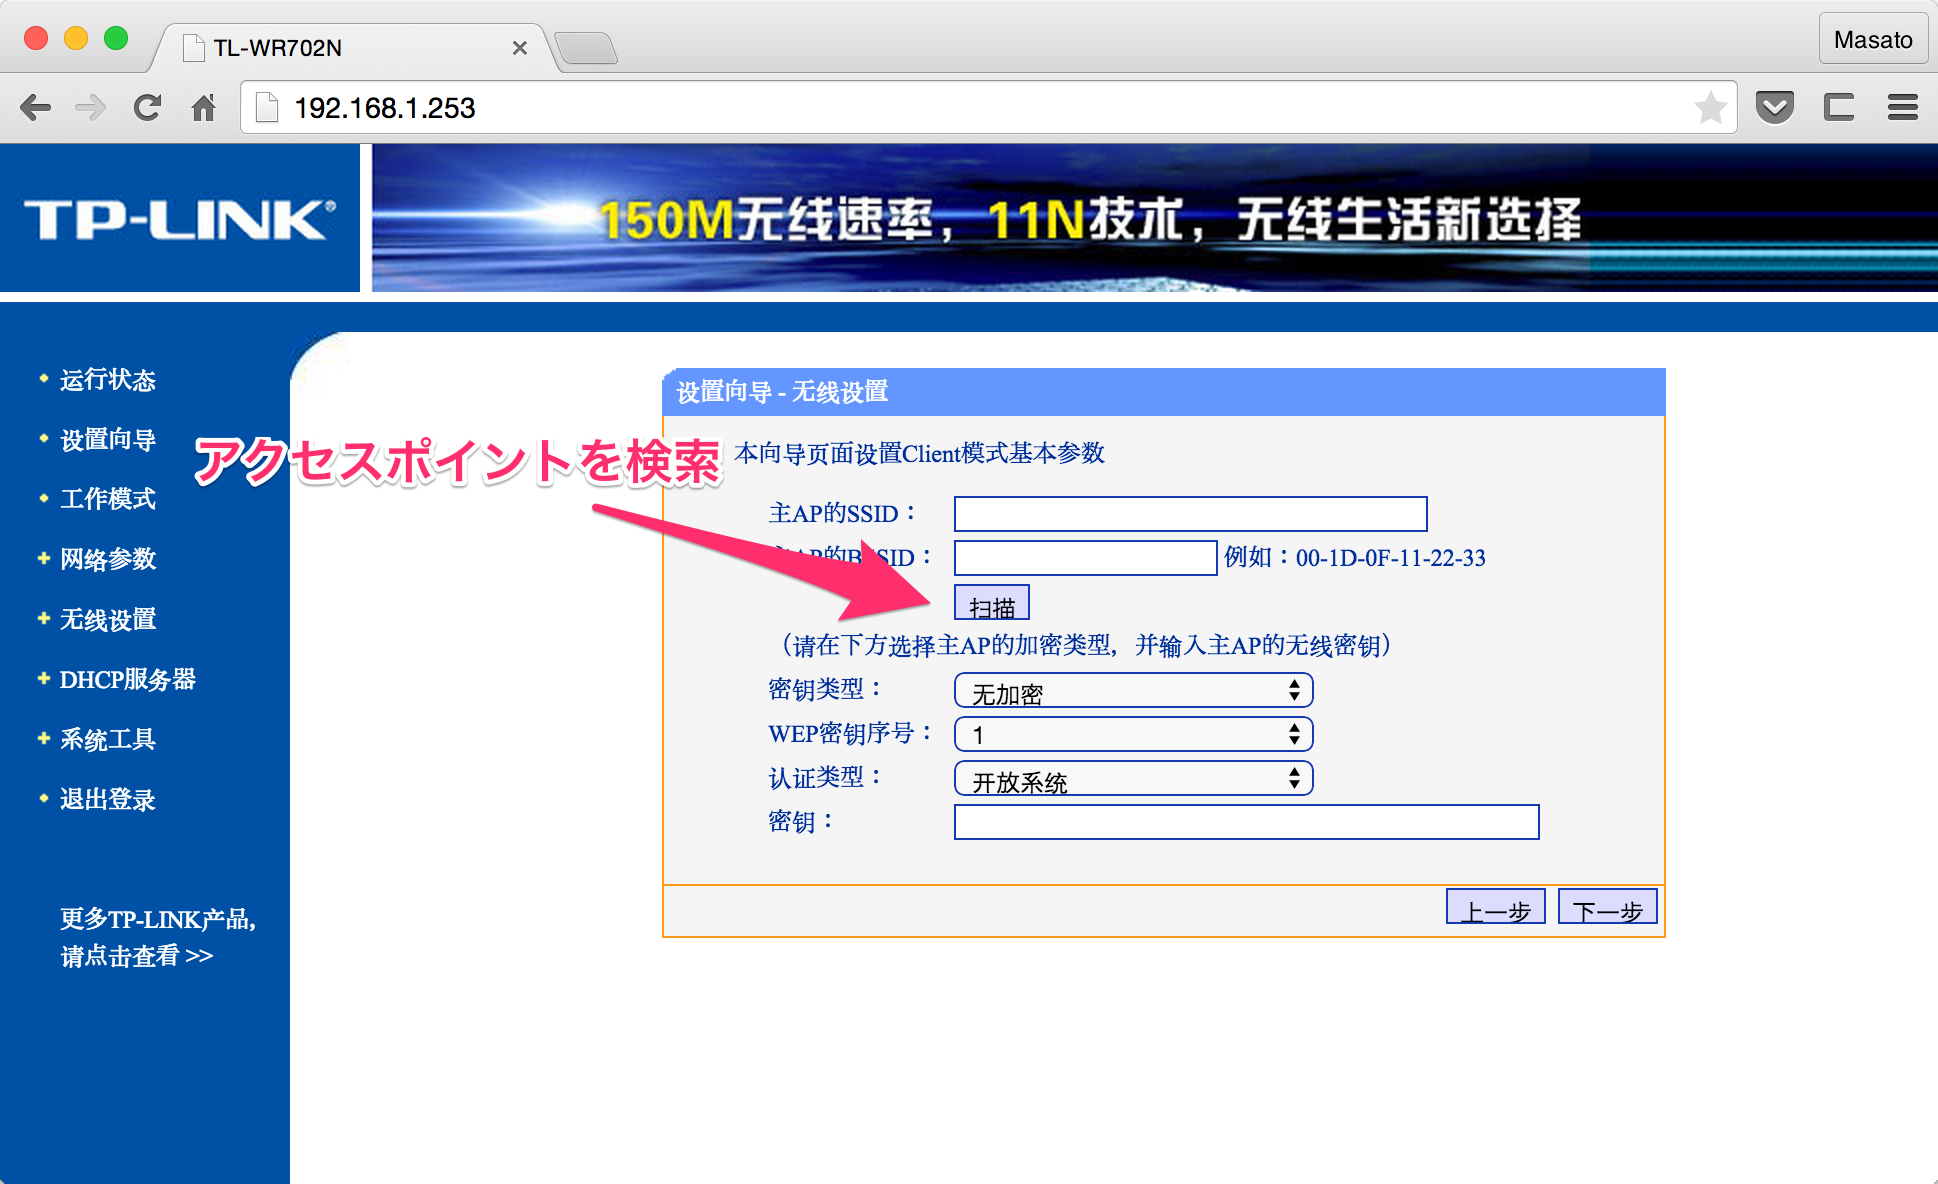 TL-WR702N
Masato
192.168.1.253
TP-LINK®
150M无线速率，11N技术，无线生活新选择
运行状态
设置向导
工作模式
网络参数
无线设置
DHCP服务器
系统工具
退出登录
更多TP-LINK产品,
请点击查看 >>
アクセスポイントを検索
设置向导 - 无线设置
本向导页面设置Client模式基本参数
主AP的SSID：
主AP的BSSID： 例如：00-1D-0F-11-22-33
扫描
（请在下方选择主AP的加密类型，并输入主AP的无线密钥）
密钥类型： 无加密
WEP密钥序号： 1
认证类型： 开放系统
密钥：
上一步 下一步